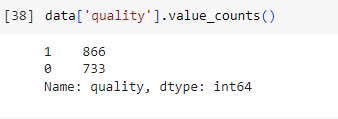 [38] data['quality'].value_counts()
1    866
0    733
Name: quality, dtype: int64